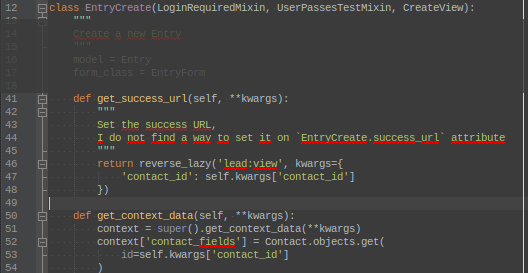 12 class EntryCreate(LoginRequiredMixin, UserPassesTestMixin, CreateView):
13 """
14 Create a new Entry
15 """
16 model = Entry
17 form_class = EntryForm
18
41 def get_success_url(self, **kwargs):
42 """
43 Set the success URL,
44 I do not find a way to set it on `EntryCreate.success_url` attribute
45 """
46 return reverse_lazy('lead:view', kwargs={
47 'contact_id': self.kwargs['contact_id']
48 })
49
50 def get_context_data(self, **kwargs):
51 context = super().get_context_data(**kwargs)
52 context['contact_fields'] = Contact.objects.get(
53 id=self.kwargs['contact_id']
54 )